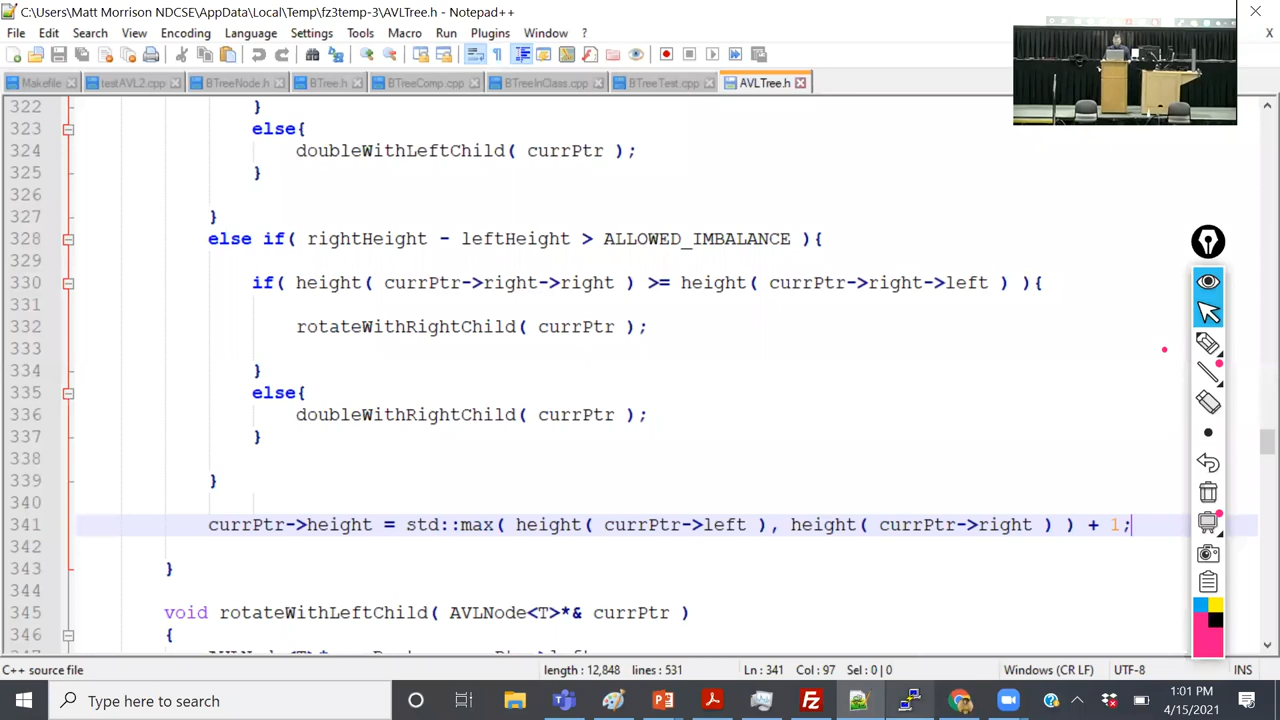 C:\Users\Matt Morrison NDCSE\AppData\Local\Temp\fz3temp-3\AVLTree.h - Notepad++
File Edit Search View Encoding Language Settings Tools Macro Run Plugins Window ? X
Makefile testAVL2.cpp BTreeNode.h BTree.h BTreeComp.cpp BTreeInClass.cpp BTreeTest.cpp AVLTree.h
322 }
323 else{
324 doubleWithLeftChild( currPtr );
325 }
326
327 }
328 else if( rightHeight - leftHeight > ALLOWED_IMBALANCE ){
329
330 if( height( currPtr->right->right ) >= height( currPtr->right->left ) ){
331
332 rotateWithRightChild( currPtr );
333
334 }
335 else{
336 doubleWithRightChild( currPtr );
337 }
338
339 }
340
341 currPtr->height = std::max( height( currPtr->left ), height( currPtr->right ) ) + 1;
342
343 }
344
345 void rotateWithLeftChild( AVLNode<T>*& currPtr )
346 {
C++ source file length : 12,848 lines : 531 Ln : 341 Col : 97 Sel : 0 | 0 Windows (CR LF) UTF-8 INS
Type here to search
1:01 PM
4/15/2021